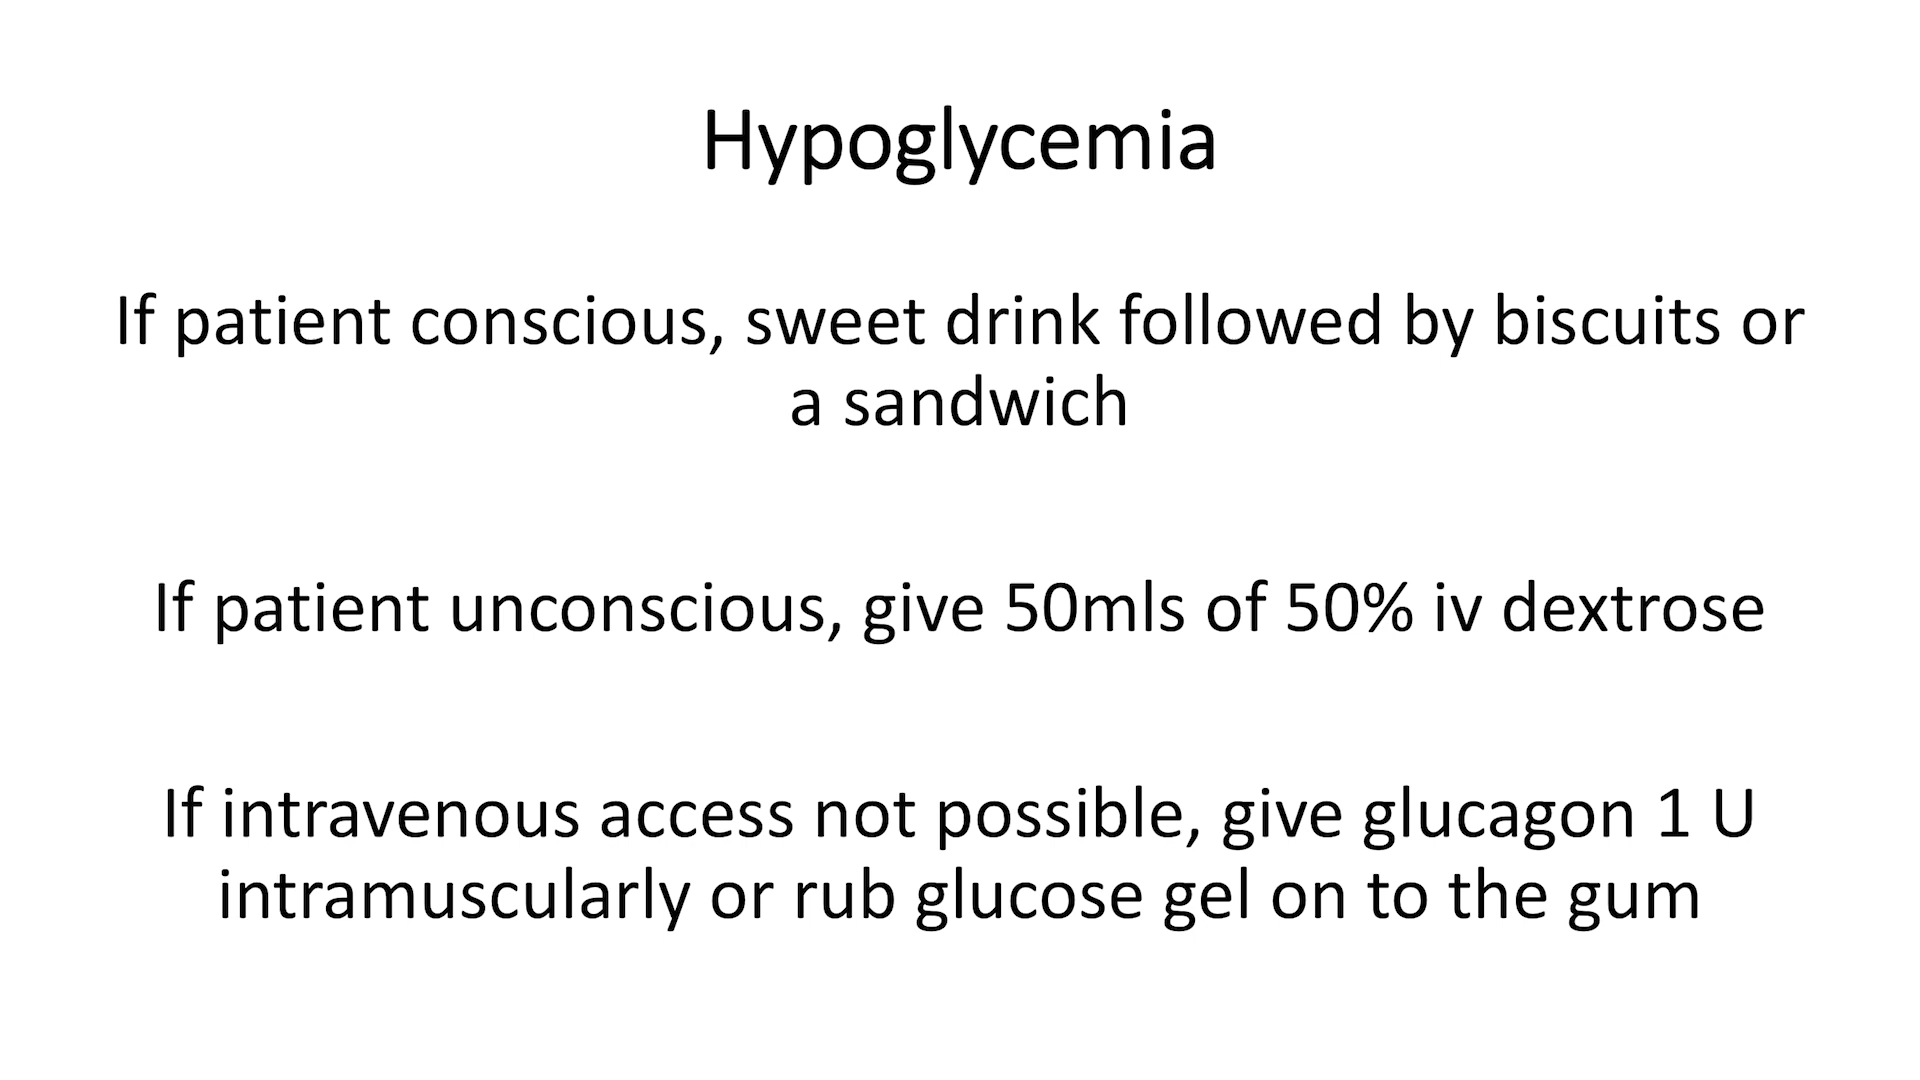 Hypoglycemia
If patient conscious, sweet drink followed by biscuits or
a sandwich
If patient unconscious, give 50mls of 50% iv dextrose
If intravenous access not possible, give glucagon 1 U
intramuscularly or rub glucose gel on to the gum